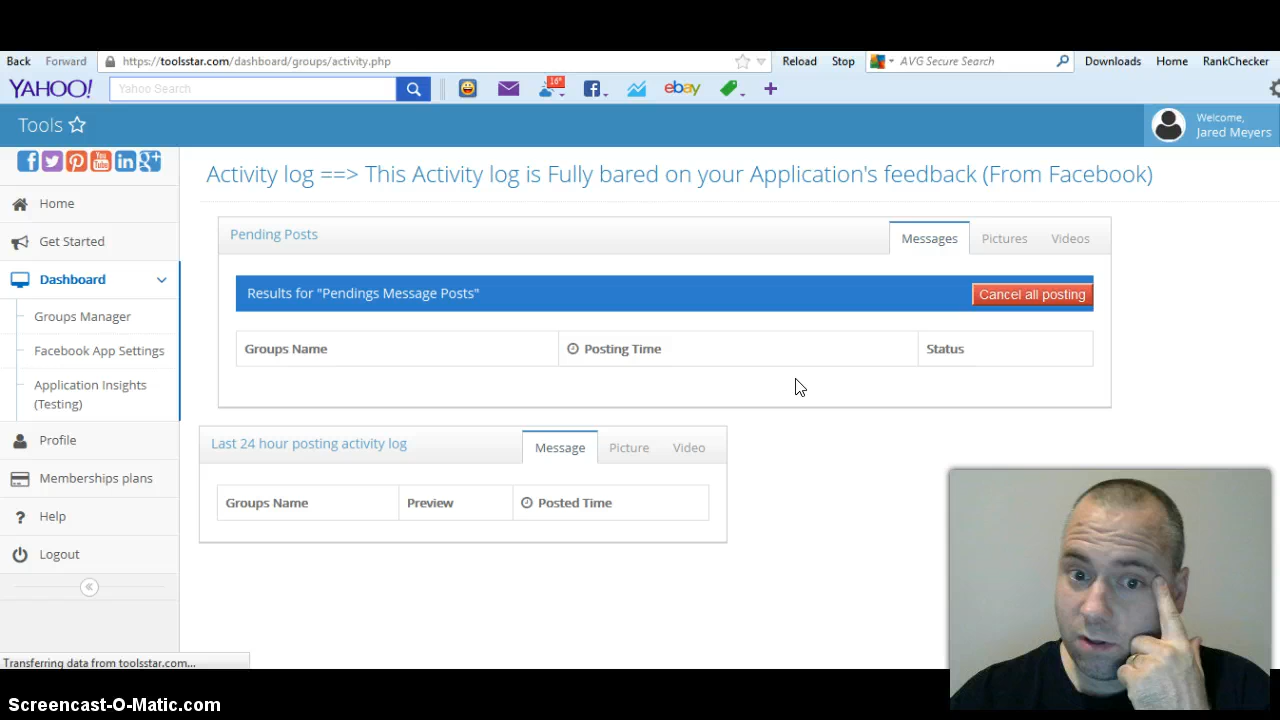 Back Forward https://toolsstar.com/dashboard/groups/activity.php Reload Stop AVG Secure Search Downloads Home RankChecker
YAHOO! Yahoo Search 16° ebay
Tools Welcome,
Jared Meyers
You Tube in g+
Activity log ==> This Activity log is Fully bared on your Application's feedback (From Facebook)
Home
Get Started
Dashboard
Groups Manager
Facebook App Settings
Application Insights
(Testing)
Profile
Memberships plans
Help
Logout
Pending Posts Messages Pictures Videos
Results for "Pendings Message Posts" Cancel all posting
Groups Name Posting Time Status
Last 24 hour posting activity log Message Picture Video
Groups Name Preview Posted Time
Transferring data from toolsstar.com...
Screencast-O-Matic.com